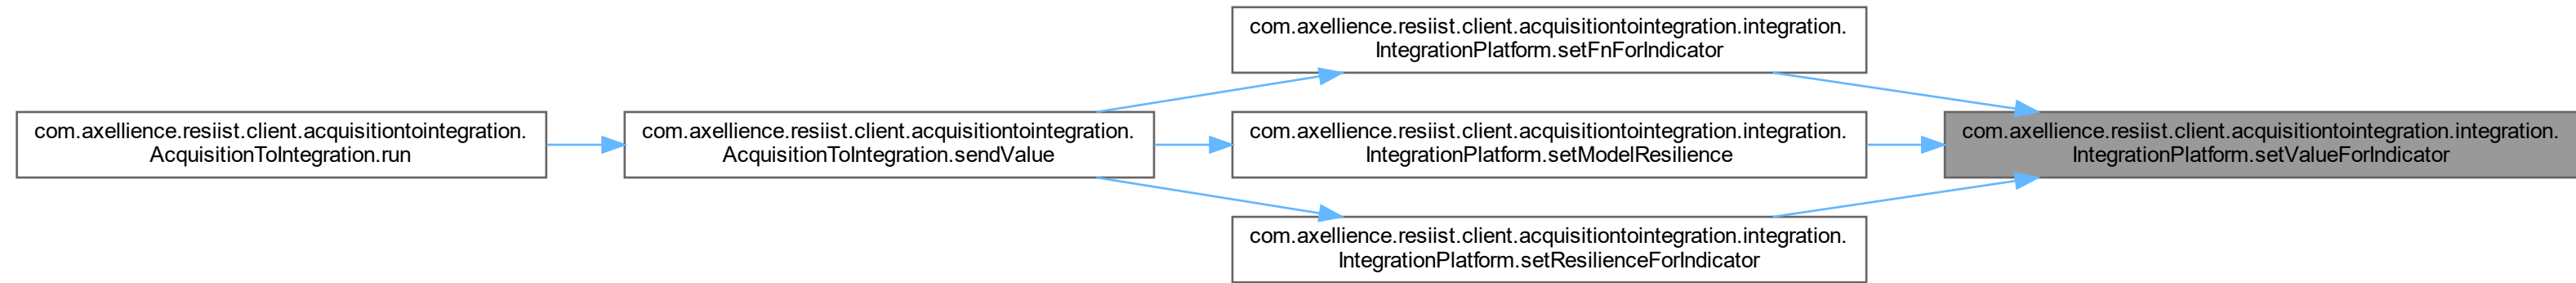 com.axellience.resiist.client.acquisitiontointegration.integration.
IntegrationPlatform.setFnForIndicator
com.axellience.resiist.client.acquisitiontointegration.
AcquisitionToIntegration.run
com.axellience.resiist.client.acquisitiontointegration.
AcquisitionToIntegration.sendValue
com.axellience.resiist.client.acquisitiontointegration.integration.
IntegrationPlatform.setModelResilience
com.axellience.resiist.client.acquisitiontointegration.integration.
IntegrationPlatform.setValueForIndicator
com.axellience.resiist.client.acquisitiontointegration.integration.
IntegrationPlatform.setResilienceForIndicator